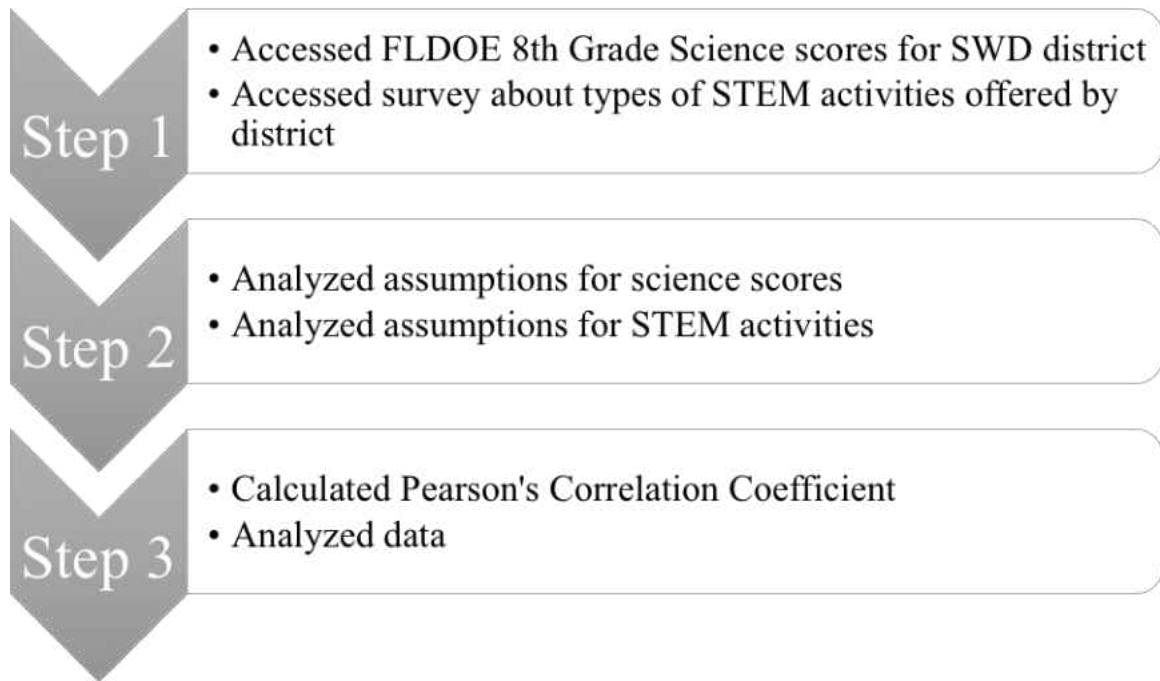 Step 1
• Accessed FLDOE 8th Grade Science scores for SWD district
• Accessed survey about types of STEM activities offered by
district
Step 2
• Analyzed assumptions for science scores
• Analyzed assumptions for STEM activities
Step 3
• Calculated Pearson's Correlation Coefficient
• Analyzed data